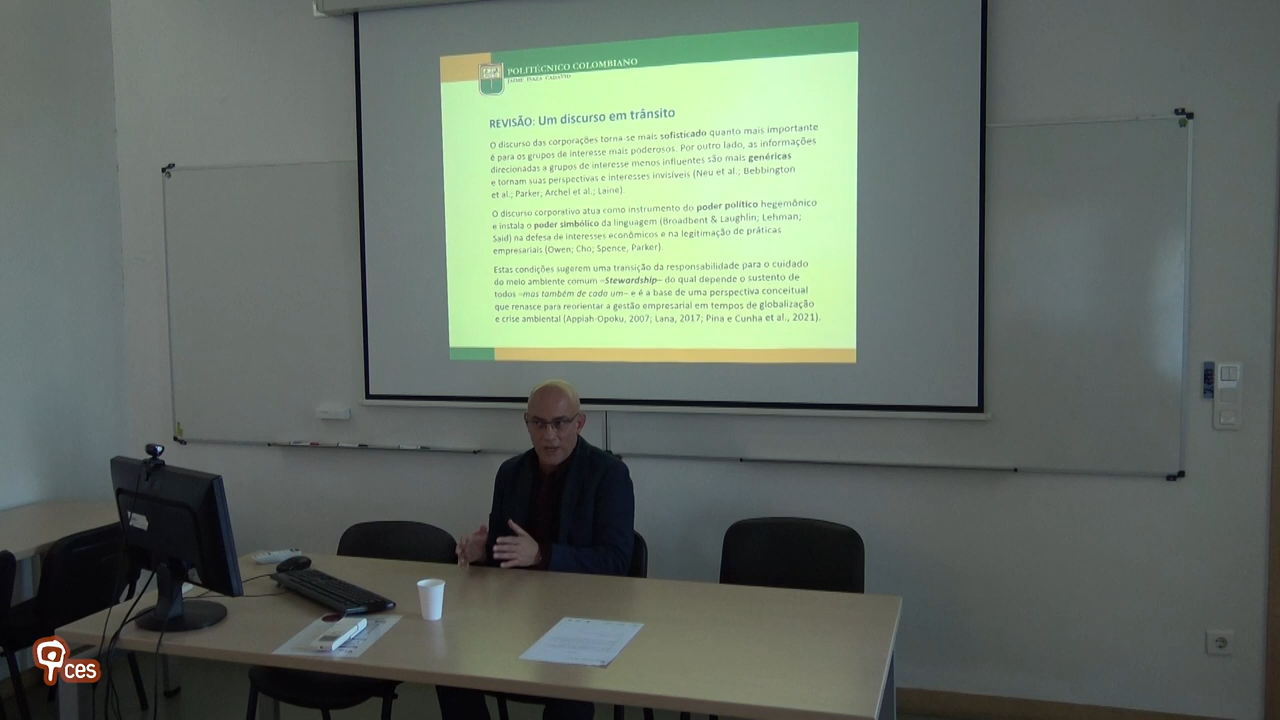 POLITÉCNICO COLOMBIANO
JAIME ISAZA CADAVID
REVISÃO: Um discurso em trânsito
O discurso das corporações torna-se mais sofisticado quanto mais importante
é para os grupos de interesse mais poderosos. Por outro lado, as informações
direcionadas a grupos de interesse menos influentes são mais genéricas
e tornam suas perspectivas e interesses invisíveis (Neu et al.; Bebbington
et al.; Parker; Archel et al.; Laine).
O discurso corporativo atua como instrumento do poder político hegemônico
e instala o poder simbólico da linguagem (Broadbent & Laughlin; Lehman;
Said) na defesa de interesses econômicos e na legitimação de práticas
empresariais (Owen; Cho; Spence, Parker).
Estas condições sugerem uma transição da responsabilidade para o cuidado
do meio ambiente comum –Stewardship– do qual depende o sustento de
todos –mas também de cada um– e é a base de uma perspectiva conceitual
que renasce para reorientar a gestão empresarial em tempos de globalização
e crise ambiental (Appiah-Opoku, 2007; Lana, 2017; Pina e Cunha et al., 2021).
ces